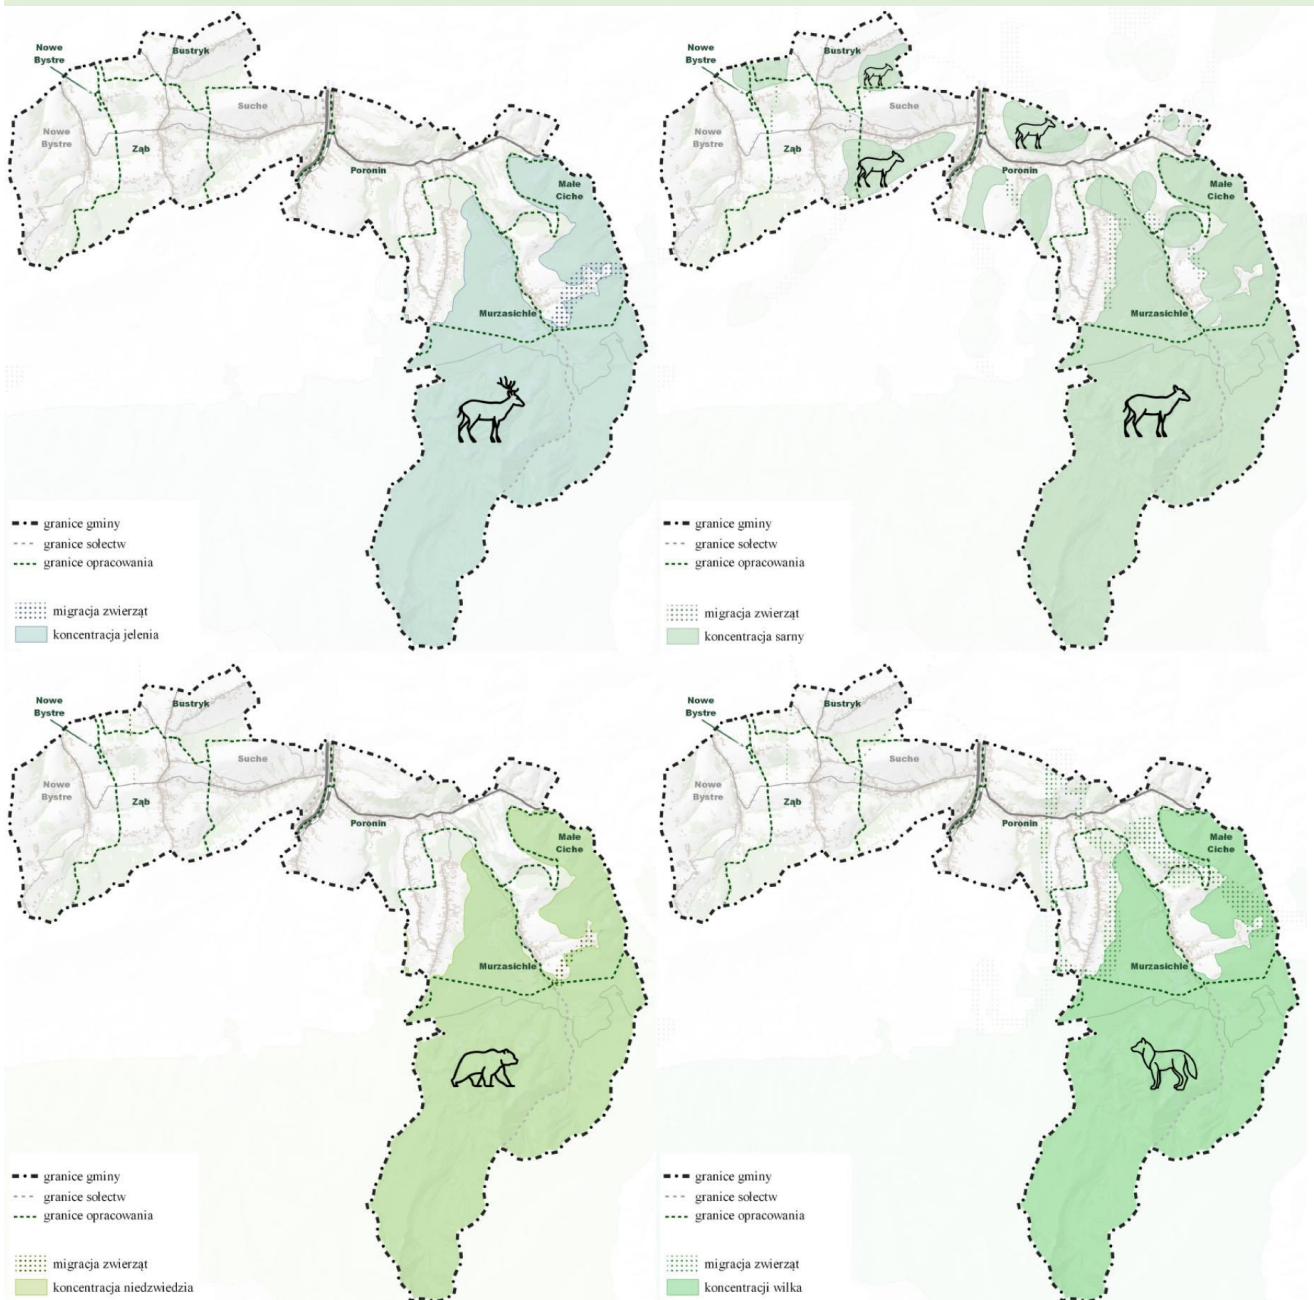 Nowe
Bystre
Bustryk
Suche
Nowe
Bystre
Ząb
Poronin
Małe
Ciche
Murzasichle
granice gminy
granice sołectw
granice opracowania
migracja zwierząt
koncentracja jelenia
Nowe
Bystre
Bustryk
Suche
Nowe
Bystre
Ząb
Poronin
Małe
Ciche
Murzasichle
granice gminy
granice sołectw
granice opracowania
migracja zwierząt
koncentracja sarny
Nowe
Bystre
Bustryk
Suche
Nowe
Bystre
Ząb
Poronin
Małe
Ciche
Murzasichle
granice gminy
granice sołectw
granice opracowania
migracja zwierząt
koncentracja niedzwiedzia
Nowe
Bystre
Bustryk
Suche
Nowe
Bystre
Ząb
Poronin
Małe
Ciche
Murzasichle
granice gminy
granice sołectw
granice opracowania
migracja zwierząt
koncentracji wilka